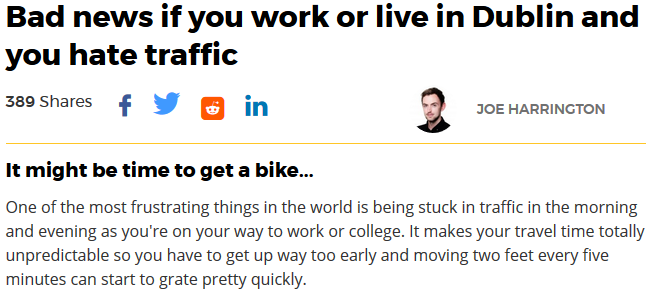 Bad news if you work or live in Dublin and
you hate traffic
389 Shares
JOE HARRINGTON
It might be time to get a bike...
One of the most frustrating things in the world is being stuck in traffic in the morning
and evening as you're on your way to work or college. It makes your travel time totally
unpredictable so you have to get up way too early and moving two feet every five
minutes can start to grate pretty quickly.